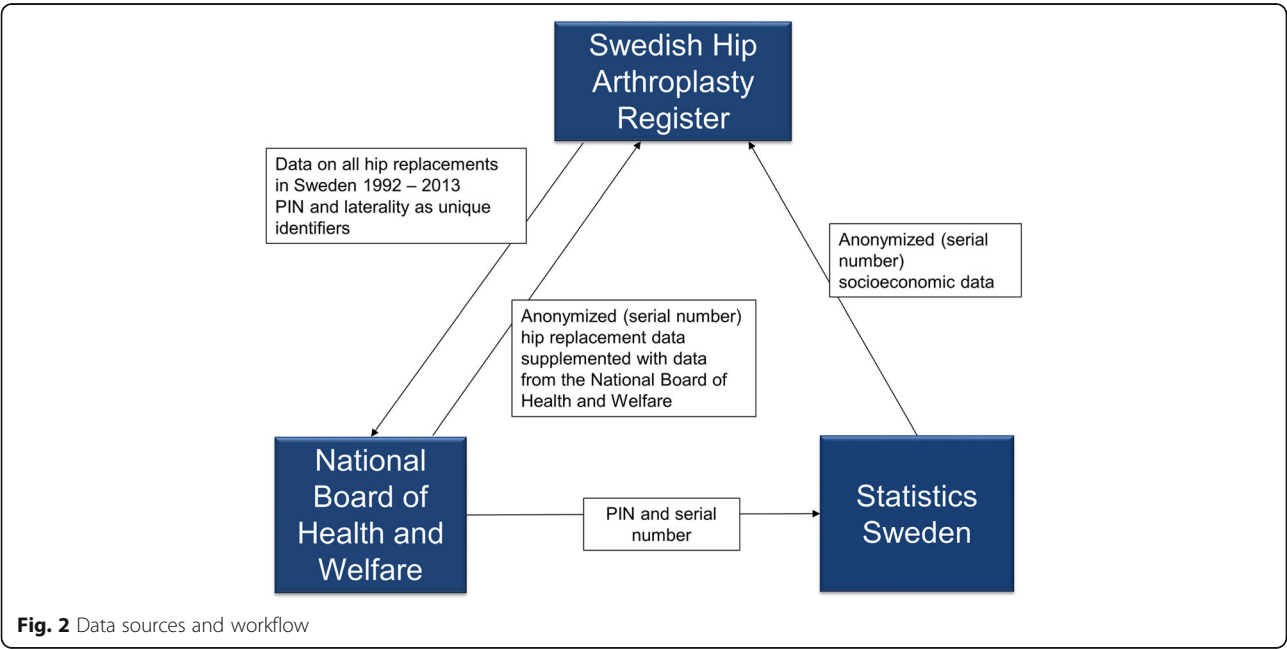 Swedish Hip
Arthroplasty
Register
Data on all hip replacements
in Sweden 1992 – 2013
PIN and laterality as unique
identifiers
Anonymized (serial
number)
socioeconomic data
Anonymized (serial number)
hip replacement data
supplemented with data
from the National Board of
Health and Welfare
National
Board of
Health and
Welfare
PIN and serial
number
Statistics
Sweden
Fig. 2 Data sources and workflow